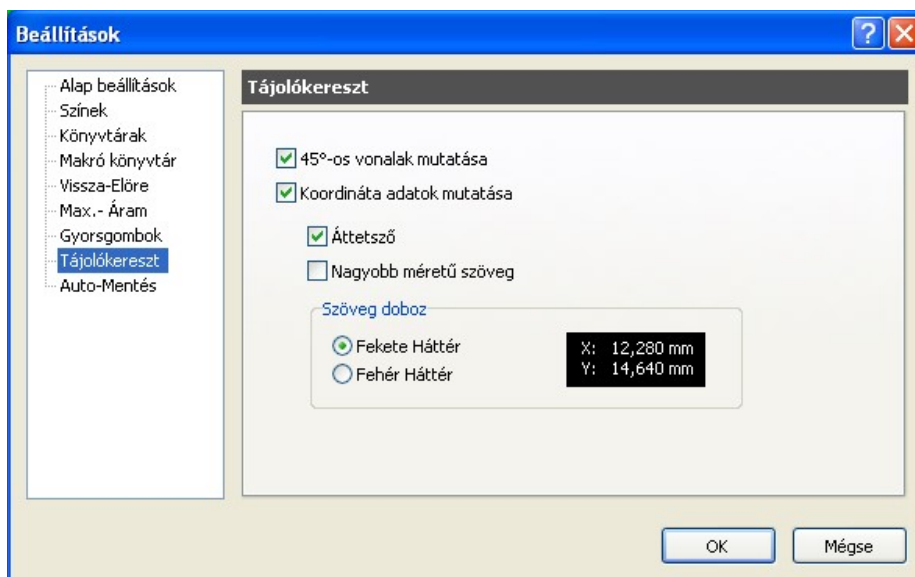 Beállítások
Alap beállítások
Színek
Könyvtárak
Makró könyvtár
Vissza-Elöre
Max.- Áram
Gyorsgombok
Tájolókereszt
Auto-Mentés
Tájolókereszt
45°-os vonalak mutatása
Koordináta adatok mutatása
Áttetsző
Nagyobb méretű szöveg
Szöveg doboz
Fekete Háttér
Fehér Háttér
X: 12,280 mm
Y: 14,640 mm
OK
Mégse